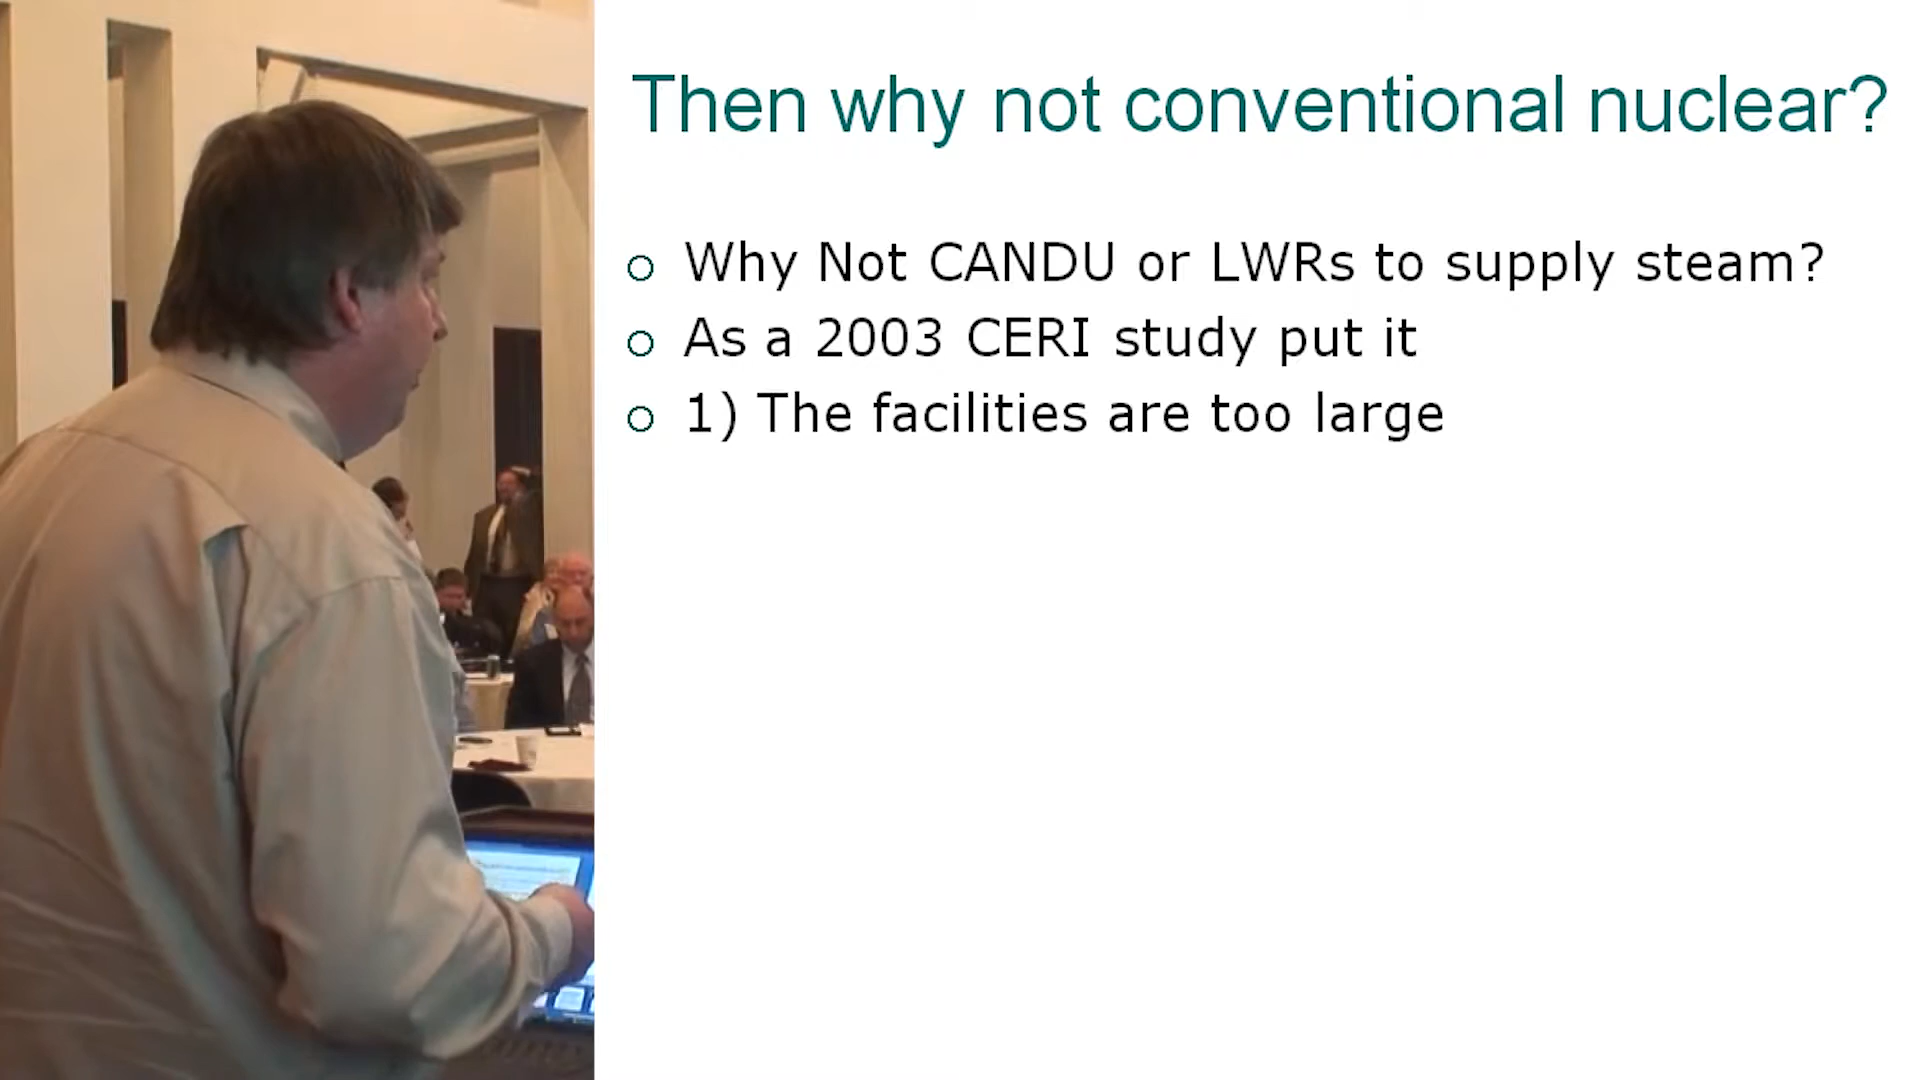 Then why not conventional nuclear?
Why Not CANDU or LWRs to supply steam?
As a 2003 CERI study put it
1) The facilities are too large